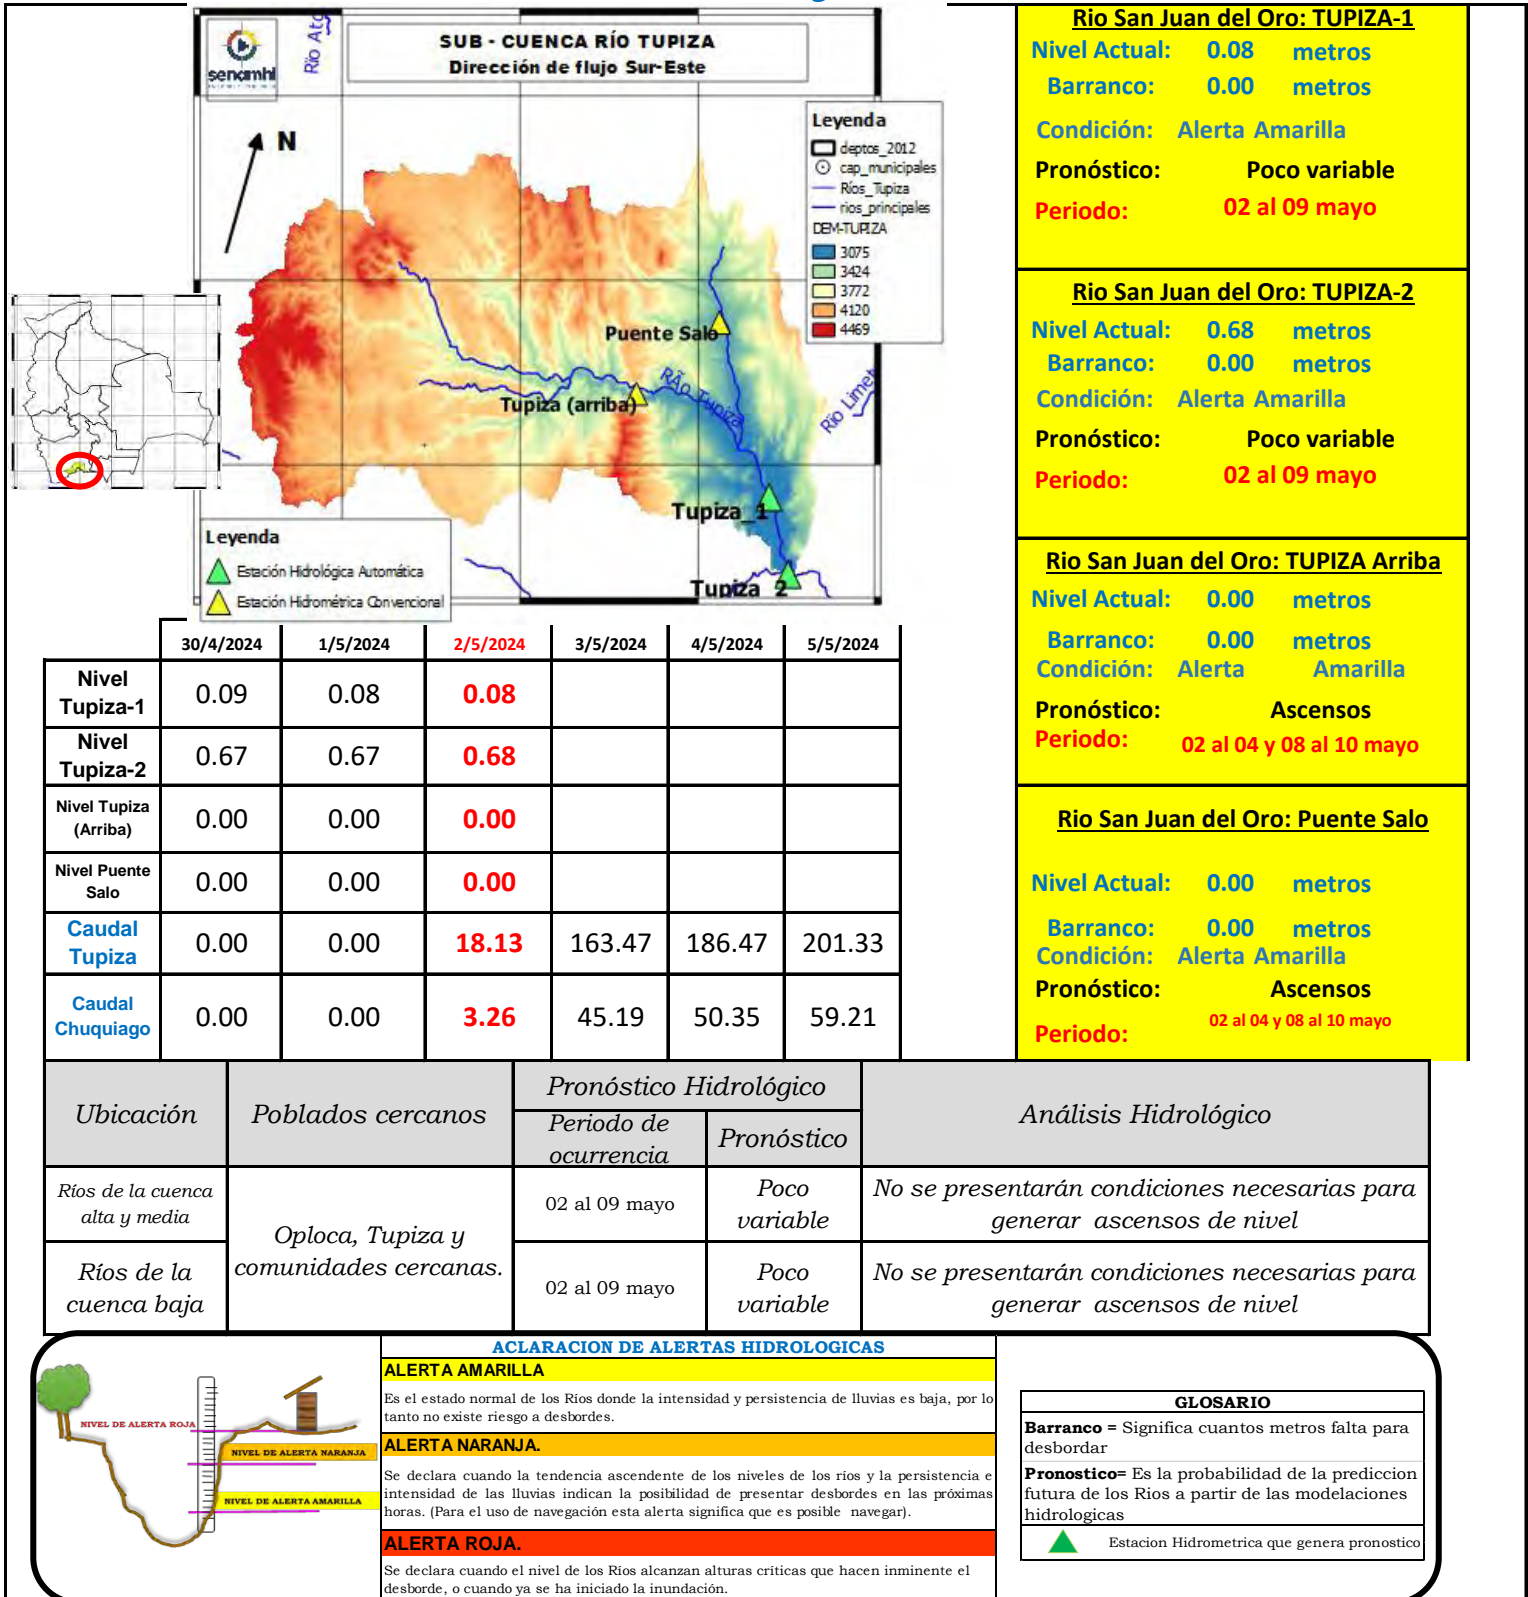 senamhi
Río Ato
SUB - CUENCA RÍO TUPIZA
Dirección de flujo Sur-Este
N
Leyenda
deptos_2012
cap_municipales
Ríos_Tupiza
rios_principales
DEM-TUPIZA
3075
3424
3772
4120
4469
Puente Salo
RÃ­o Tupiza
Tupiza (arriba)
Río Limet
Tupiza_1
Tupiza_2
Leyenda
Estación Hidrológica Automática
Estación Hidrométrica Convencional
Rio San Juan del Oro: TUPIZA-1
Nivel Actual: 0.08 metros
Barranco: 0.00 metros
Condición: Alerta Amarilla
Pronóstico: Poco variable
Periodo: 02 al 09 mayo
Rio San Juan del Oro: TUPIZA-2
Nivel Actual: 0.68 metros
Barranco: 0.00 metros
Condición: Alerta Amarilla
Pronóstico: Poco variable
Periodo: 02 al 09 mayo
Rio San Juan del Oro: TUPIZA Arriba
Nivel Actual: 0.00 metros
Barranco: 0.00 metros
Condición: Alerta Amarilla
Pronóstico: Ascensos
Periodo: 02 al 04 y 08 al 10 mayo
Rio San Juan del Oro: Puente Salo
Nivel Actual: 0.00 metros
Barranco: 0.00 metros
Condición: Alerta Amarilla
Pronóstico: Ascensos
Periodo: 02 al 04 y 08 al 10 mayo
30/4/2024 1/5/2024 2/5/2024 3/5/2024 4/5/2024 5/5/2024
Nivel
Tupiza-1
0.09 0.08 0.08
Nivel
Tupiza-2
0.67 0.67 0.68
Nivel Tupiza
(Arriba)
0.00 0.00 0.00
Nivel Puente
Salo
0.00 0.00 0.00
Caudal
Tupiza
0.00 0.00 18.13 163.47 186.47 201.33
Caudal
Chuquiago
0.00 0.00 3.26 45.19 50.35 59.21
Ubicación
Poblados cercanos
Pronóstico Hidrológico
Periodo de
ocurrencia
Pronóstico
Análisis Hidrológico
Ríos de la cuenca
alta y media
Oploca, Tupiza y
comunidades cercanas.
02 al 09 mayo
Poco
variable
No se presentarán condiciones necesarias para
generar ascensos de nivel
Ríos de la
cuenca baja
02 al 09 mayo
Poco
variable
No se presentarán condiciones necesarias para
generar ascensos de nivel
NIVEL DE ALERTA ROJA
NIVEL DE ALERTA NARANJA
NIVEL DE ALERTA AMARILLA
ACLARACION DE ALERTAS HIDROLOGICAS
ALERTA AMARILLA
Es el estado normal de los Ríos donde la intensidad y persistencia de lluvias es baja, por lo
tanto no existe riesgo a desbordes.
ALERTA NARANJA.
Se declara cuando la tendencia ascendente de los niveles de los ríos y la persistencia e
intensidad de las lluvias indican la posibilidad de presentar desbordes en las próximas
horas. (Para el uso de navegación esta alerta significa que es posible navegar).
ALERTA ROJA.
Se declara cuando el nivel de los Ríos alcanzan alturas críticas que hacen inminente el
desborde, o cuando ya se ha iniciado la inundación.
GLOSARIO
Barranco = Significa cuantos metros falta para
desbordar
Pronostico= Es la probabilidad de la prediccion
futura de los Rios a partir de las modelaciones
hidrologicas
Estacion Hidrometrica que genera pronostico